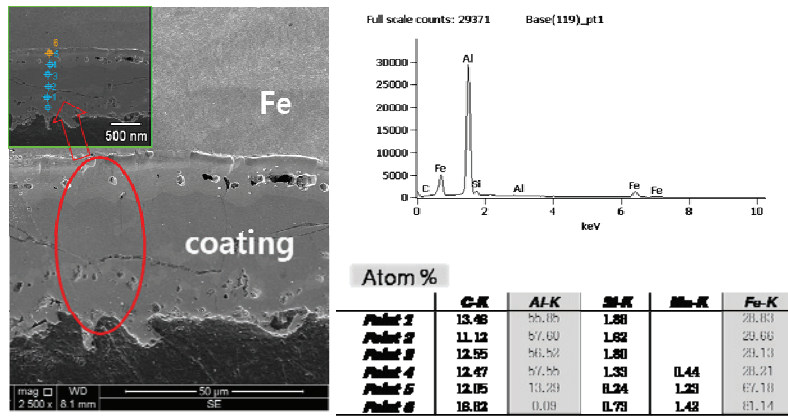 500 nm
Fe
coating
mag □ WD 50 µm
2 500 x 8.1 mm SE
Full scale counts: 29371 Base(119)_pt1
30000
25000
20000
15000
10000
5000
0
C Fe Al Si Al Fe Fe
0 2 4 6 8 10
keV
Atom %
C-K Al-K Si-K Mn-K Fe-K
Point 1 13.46 55.85 1.86 28.83
Point 2 11.12 57.60 1.62 29.66
Point 3 12.55 56.52 1.80 29.13
Point 4 12.47 57.55 1.33 0.44 28.21
Point 5 12.05 13.29 6.24 1.23 67.18
Point 6 16.62 0.09 0.73 1.42 81.14